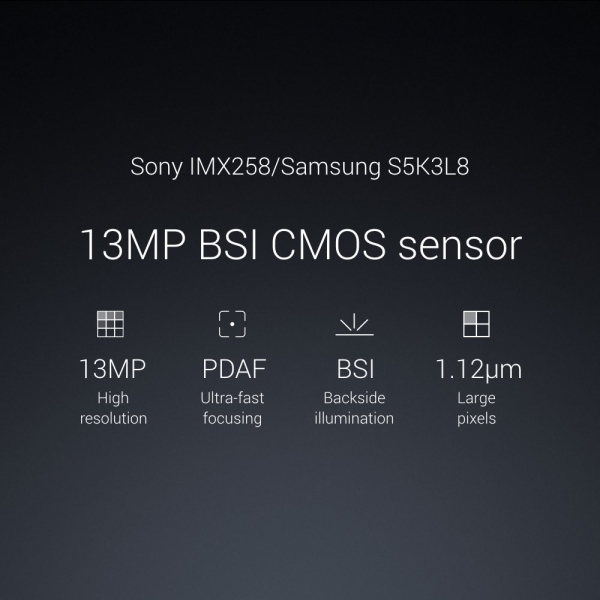 Sony IMX258/Samsung S5K3L8
13MP BSI CMOS sensor
13MP
High
resolution
PDAF
Ultra-fast
focusing
BSI
Backside
illumination
1.12µm
Large
pixels